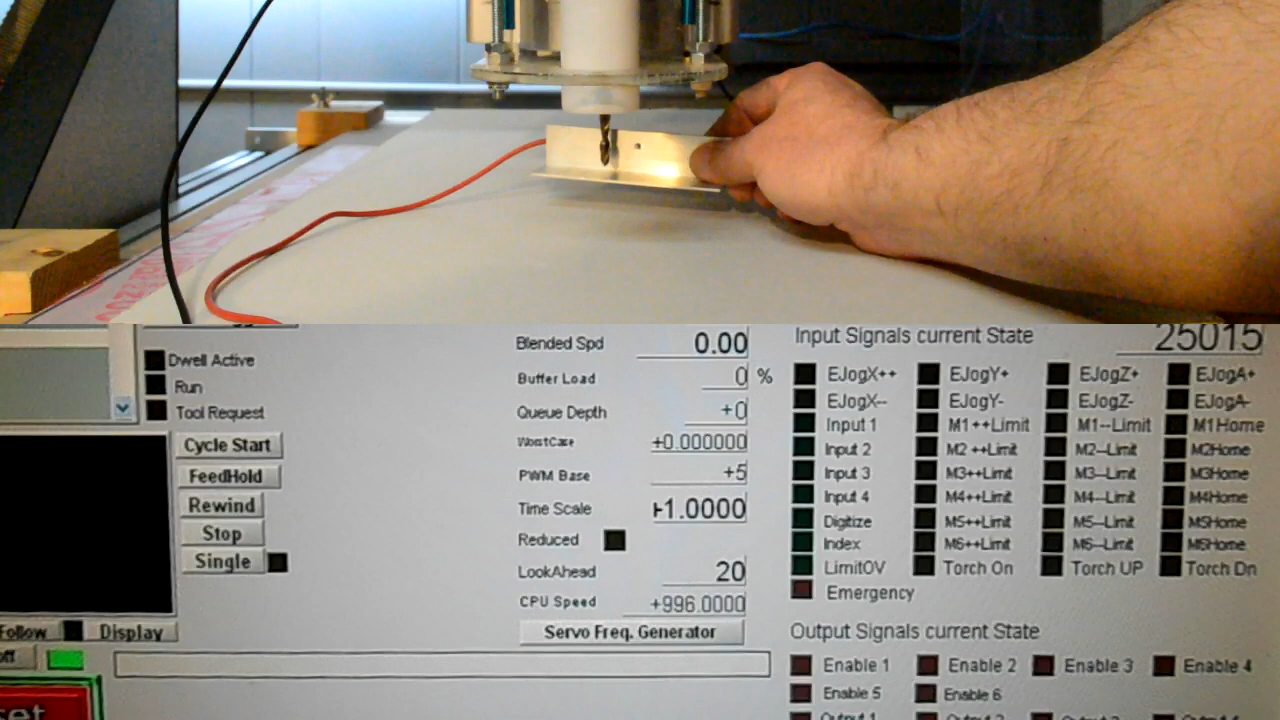 Dwell Active
Run
Tool Request
Cycle Start
FeedHold
Rewind
Stop
Single
Follow
Display
Blended Spd 0.00
Buffer Load 0 %
Queue Depth +0
WorstCase +0.000000
PWM Base +5
Time Scale +1.0000
Reduced
LookAhead 20
CPU Speed +996.0000
Servo Freq. Generator
Input Signals current State 25015
EJogX++ EJogY+ EJogZ+ EJogA+
EJogX-- EJogY- EJogZ- EJogA-
Input 1 M1++Limit M1--Limit M1Home
Input 2 M2 ++Limit M2--Limit M2Home
Input 3 M3++Limit M3--Limit M3Home
Input 4 M4++Limit M4--Limit M4Home
Digitize M5++Limit M5--Limit M5Home
Index M6++Limit M6--Limit M6Home
LimitOV Torch On Torch UP Torch Dn
Emergency
Output Signals current State
Enable 1 Enable 2 Enable 3 Enable 4
Enable 5 Enable 6